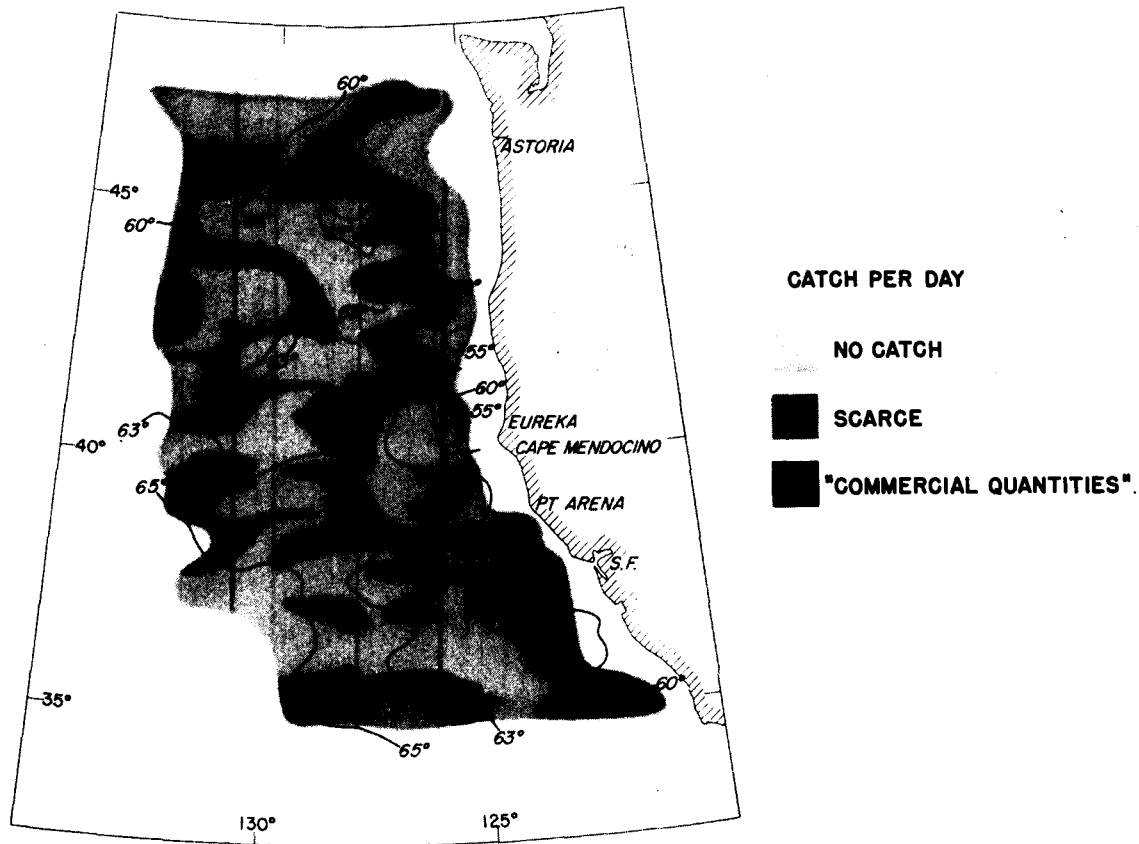 60°
ASTORIA
45°
60°
55°
60°
55°
63°
EUREKA
40°
CAPE MENDOCINO
65°
PT ARENA
S.F.
35°
60°
63°
65°
130°
125°
CATCH PER DAY
NO CATCH
SCARCE
"COMMERCIAL QUANTITIES".